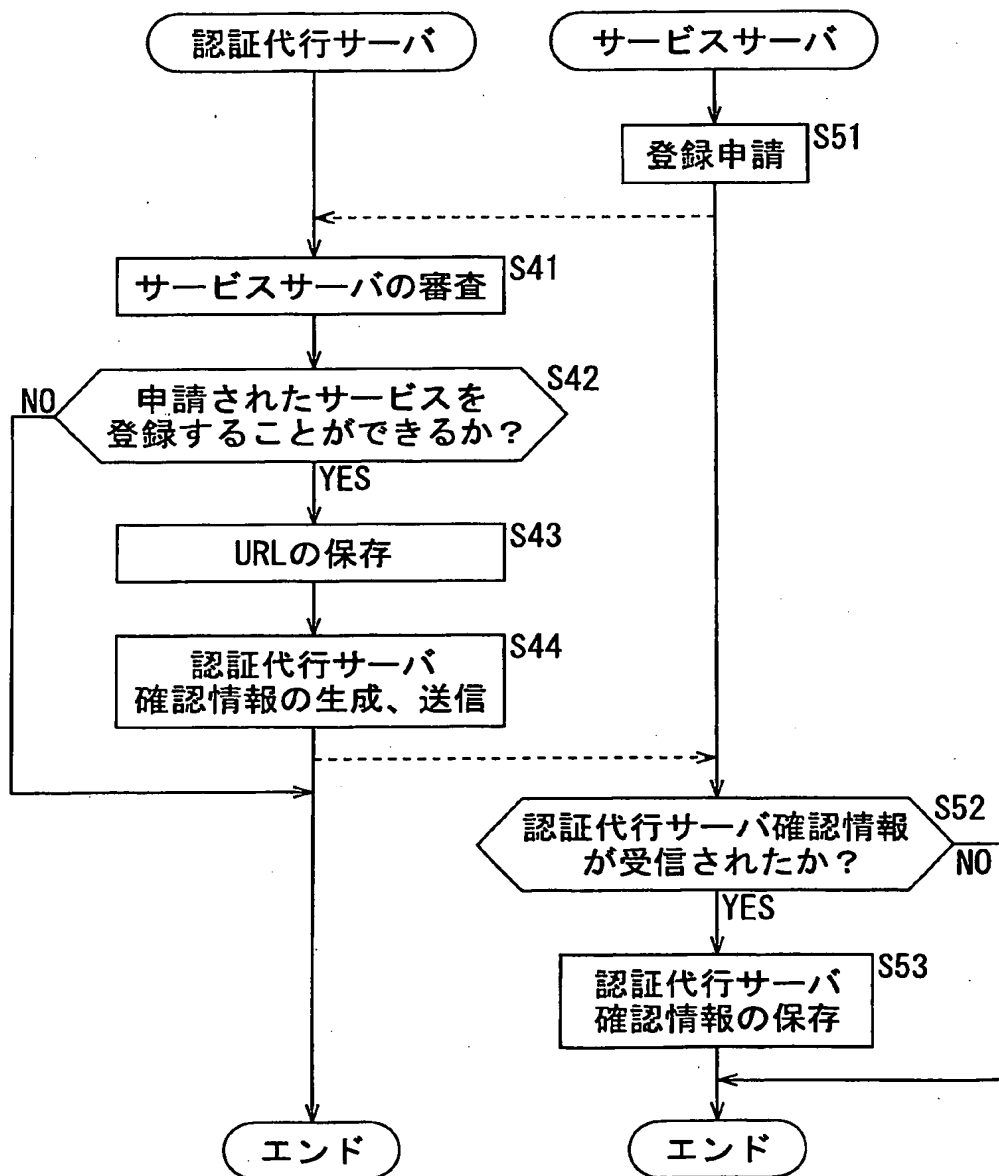 認証代行サーバ
サービスサーバ
登録申請
S51
サービスサーバの審査
S41
申請されたサービスを
登録することができるか？
S42
NO
YES
URLの保存
S43
認証代行サーバ
確認情報の生成、送信
S44
認証代行サーバ確認情報
が受信されたか？
S52
NO
YES
認証代行サーバ
確認情報の保存
S53
エンド
エンド